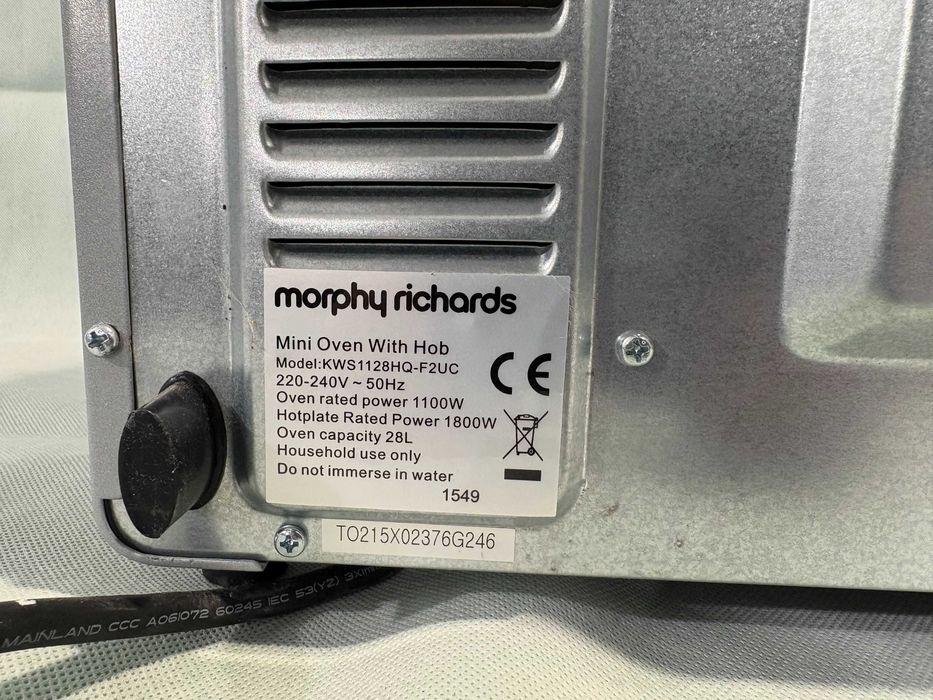 morphy richards
Mini Oven With Hob
Model:KWS1128HQ-F2UC
220-240V ~ 50Hz
Oven rated power 1100W
Hotplate Rated Power 1800W
Oven capacity 28L
Household use only
Do not immerse in water
1549
CE
TO215X02376G246
MAINLAND CCC A061072 60245 IEC 53(YZ)